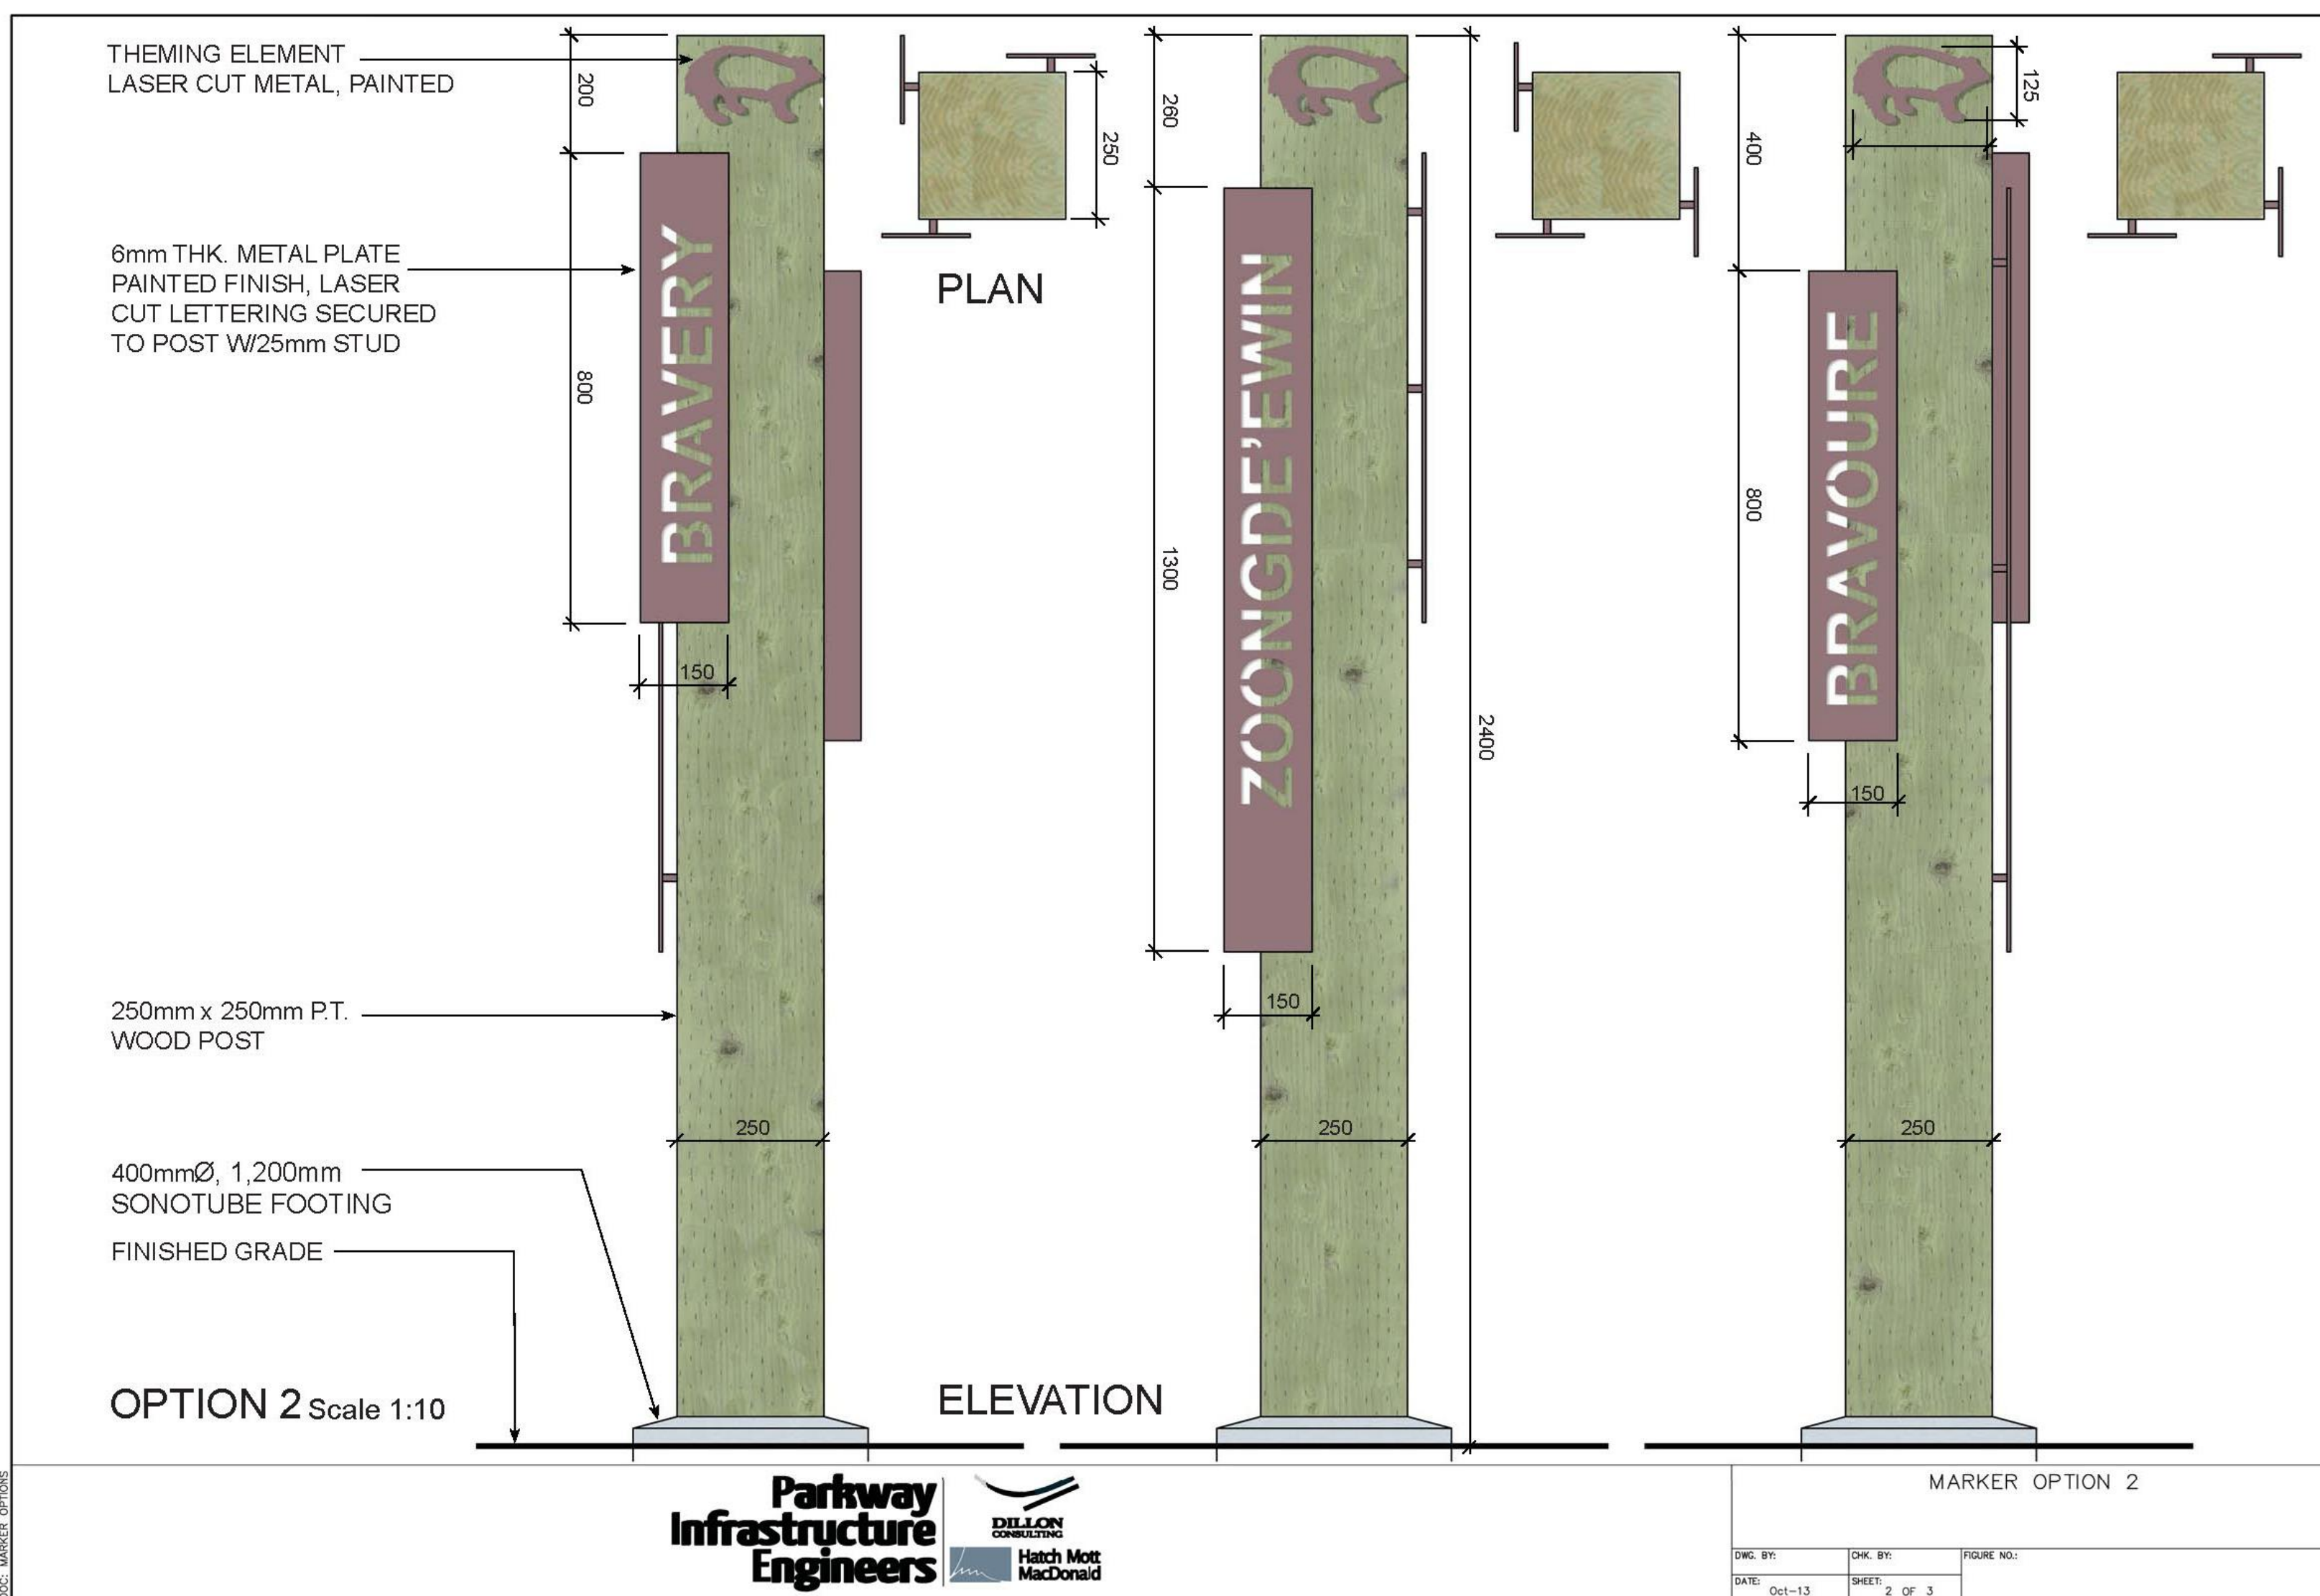 THEMING ELEMENT
LASER CUT METAL, PAINTED
6mm THK. METAL PLATE
PAINTED FINISH, LASER
CUT LETTERING SECURED
TO POST W/25mm STUD
250mm x 250mm P.T.
WOOD POST
400mmØ, 1,200mm
SONOTUBE FOOTING
FINISHED GRADE
OPTION 2 Scale 1:10
200
800
BRAVERY
150
250
250
PLAN
ELEVATION
260
1300
ZOONGDE'EWIN
150
250
2400
400
800
BRAVOURE
150
250
125
DOC: MARKER OPTIONS
Parkway
Infrastructure
Engineers
DILLON
CONSULTING
Hatch Mott
MacDonald
MARKER OPTION 2
DWG. BY:
CHK. BY:
FIGURE NO.:
DATE: Oct-13
SHEET: 2 OF 3